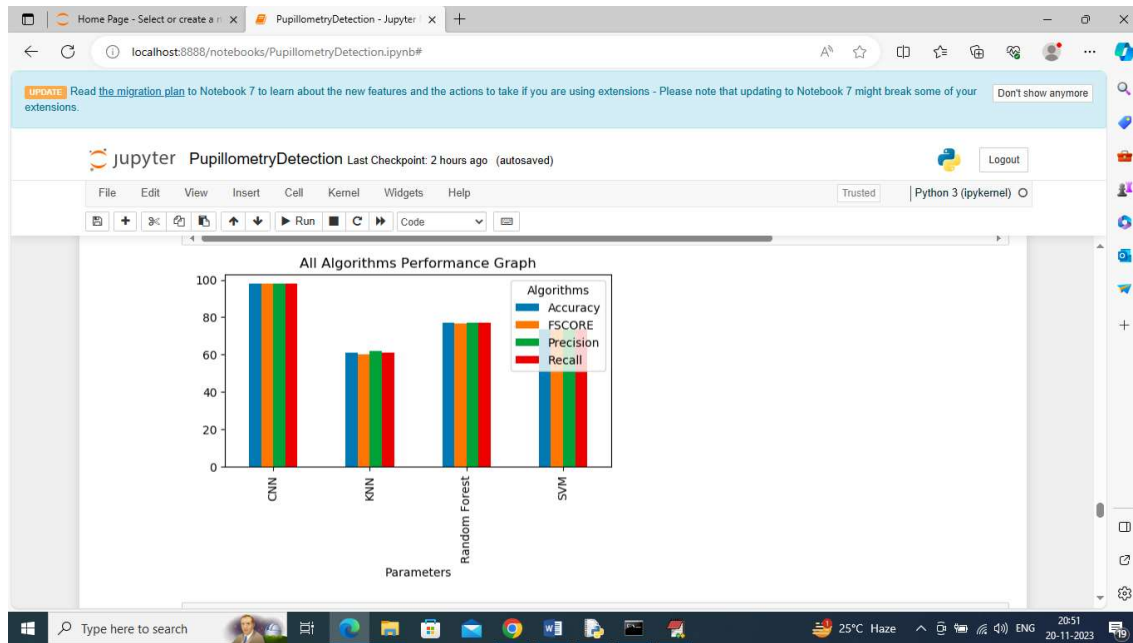 Home Page - Select or create a n
PupillometryDetection - Jupyter
localhost:8888/notebooks/PupillometryDetection.ipynb#
UPDATE Read the migration plan to Notebook 7 to learn about the new features and the actions to take if you are using extensions - Please note that updating to Notebook 7 might break some of your
extensions.
Don't show anymore
jupyter PupillometryDetection Last Checkpoint: 2 hours ago (autosaved)
Logout
File Edit View Insert Cell Kernel Widgets Help
Trusted
Python 3 (ipykernel)
Run
Code
All Algorithms Performance Graph
Algorithms
Accuracy
FSCORE
Precision
Recall
100
80
60
40
20
0
CNN
KNN
Random Forest
SVM
Parameters
Type here to search
25°C Haze
ENG
20:51
20-11-2023